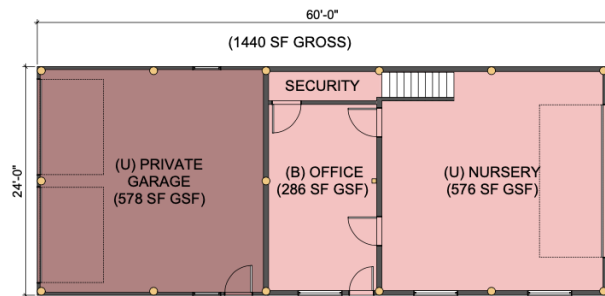 60'-0"
(1440 SF GROSS)
24'-0"
SECURITY
(U) PRIVATE
GARAGE
(578 SF GSF)
(B) OFFICE
(286 SF GSF)
(U) NURSERY
(576 SF GSF)